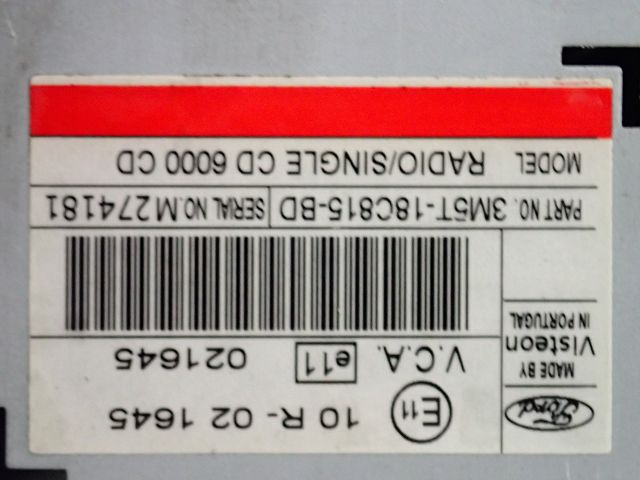 Ford
E11 10 R - 02 1645
MADE BY
Visteon
IN PORTUGAL
V.C.A. e11 021645
PART NO. 3M5T-18C815-BD SERIAL NO. M274181
MODEL RADIO/SINGLE CD 6000 CD